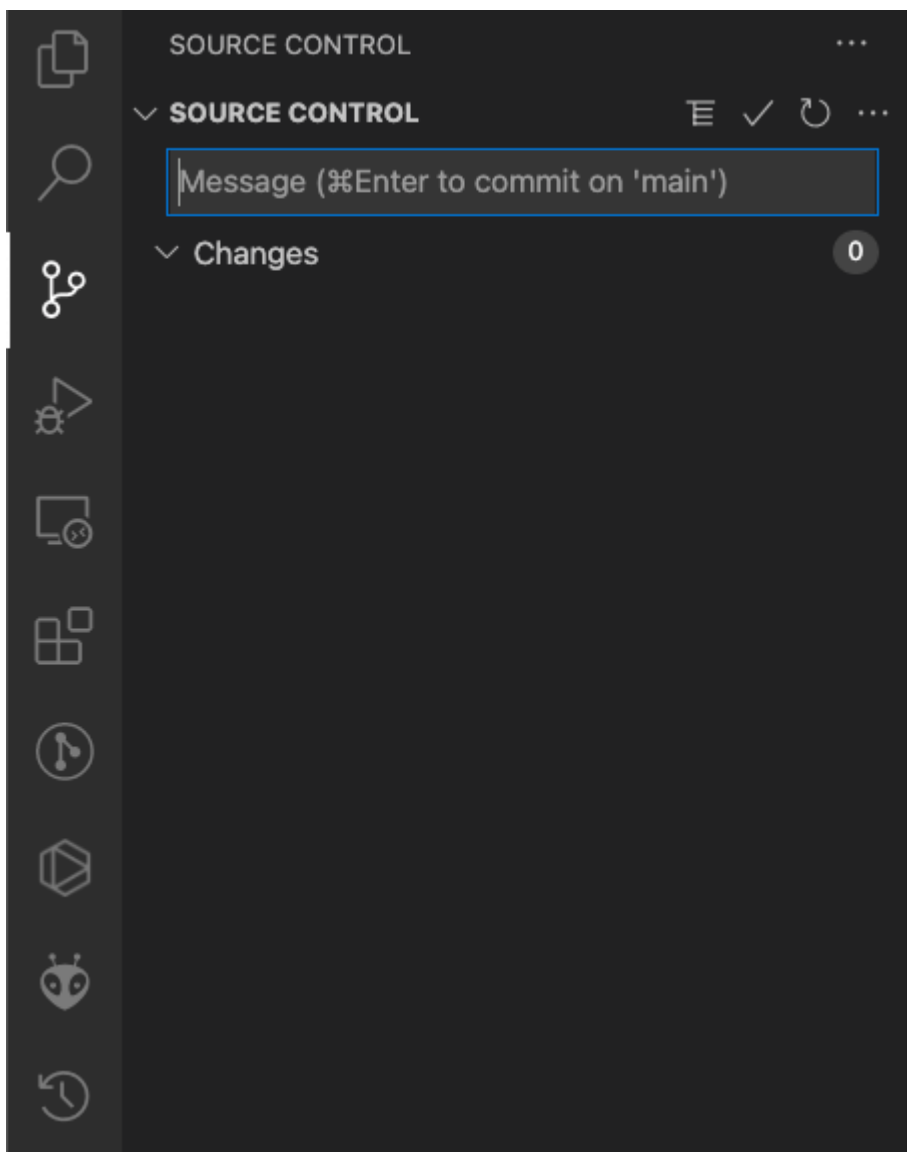 SOURCE CONTROL ...
SOURCE CONTROL ...
Message (⌘Enter to commit on 'main')
Changes 0